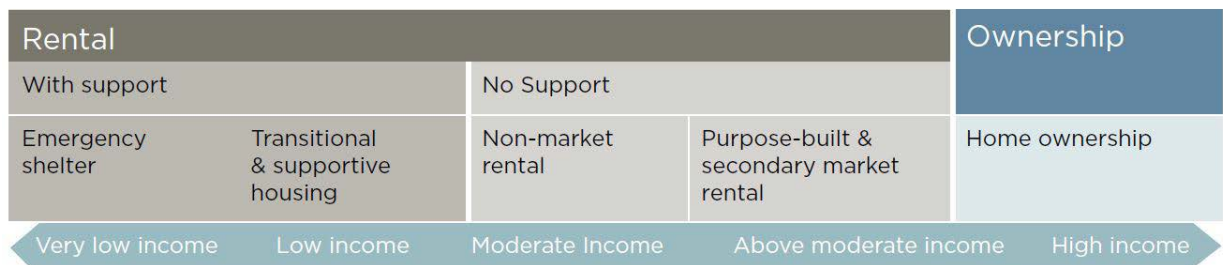 Rental
Ownership
With support
No Support
Emergency
shelter
Transitional
& supportive
housing
Non-market
rental
Purpose-built &
secondary market
rental
Home ownership
Very low income
Low income
Moderate Income
Above moderate income
High income